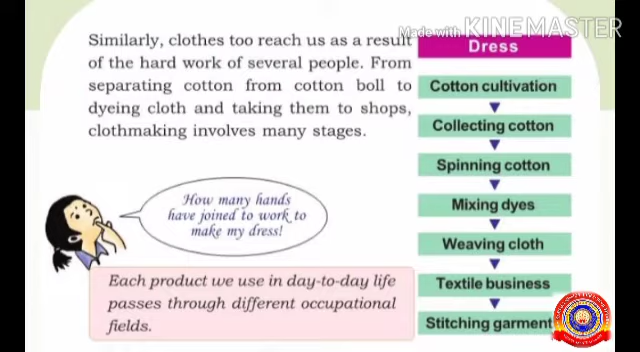 Made with KINEMASTER
Similarly, clothes too reach us as a result
of the hard work of several people. From
separating cotton from cotton boll to
dyeing cloth and taking them to shops,
clothmaking involves many stages.
How many hands
have joined to work to
make my dress!
Each product we use in day-to-day life
passes through different occupational
fields.
Dress
Cotton cultivation
Collecting cotton
Spinning cotton
Mixing dyes
Weaving cloth
Textile business
Stitching garment